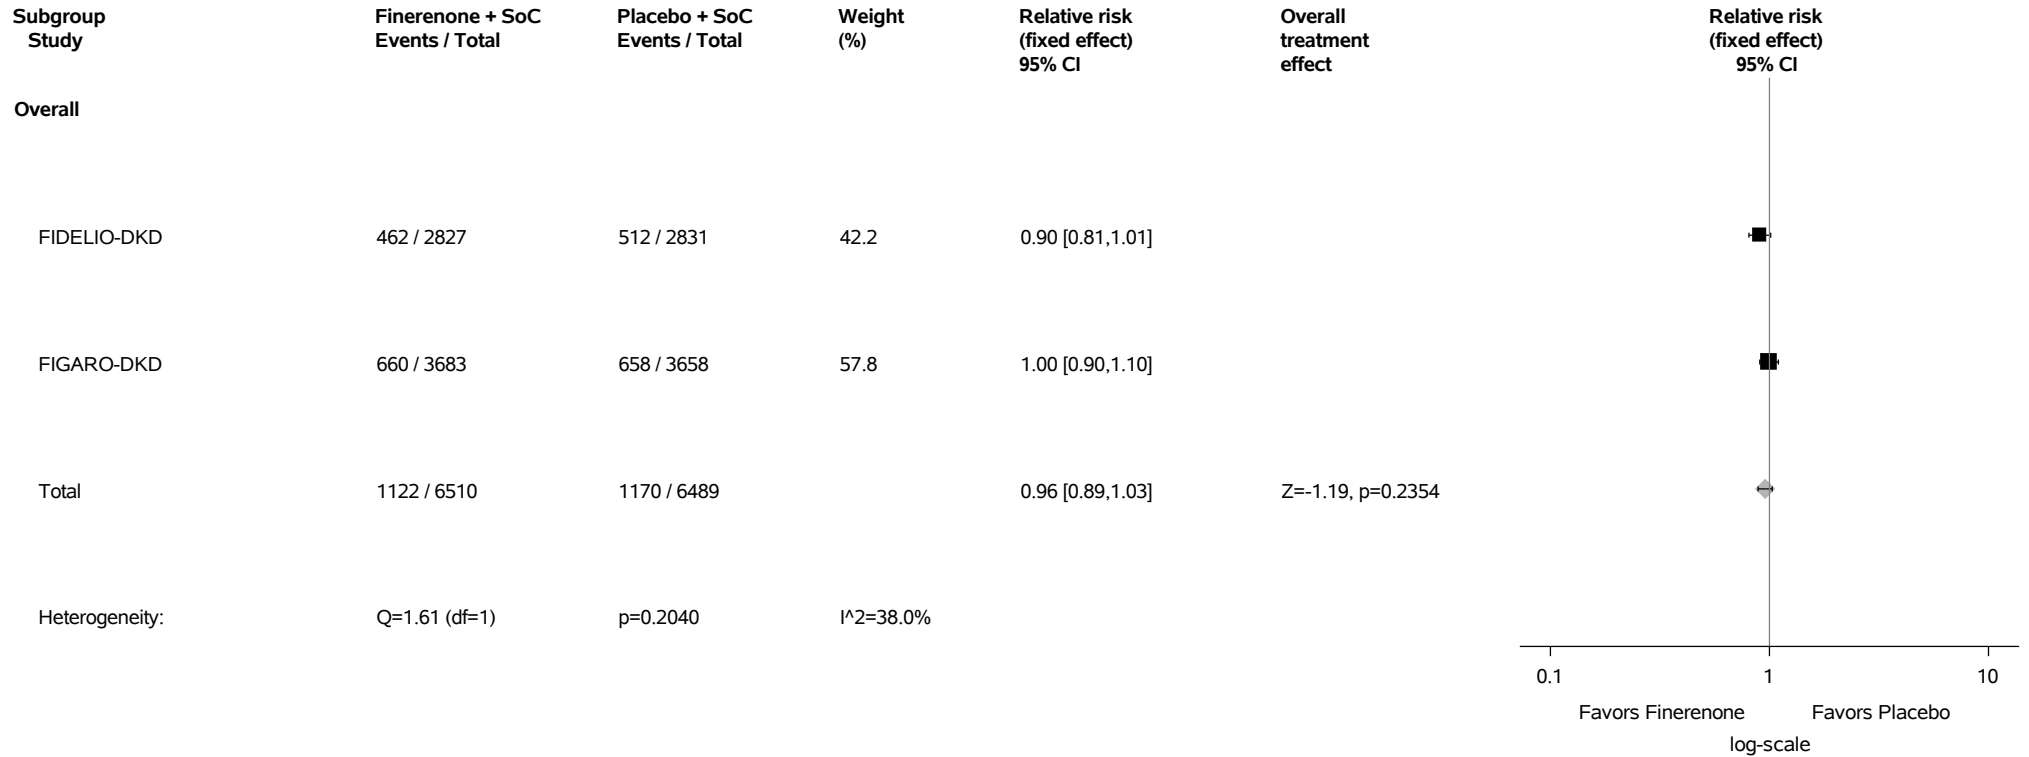 Subgroup Finerenone + SoC Placebo + SoC Weight Relative risk Overall Relative risk
Study Events / Total Events / Total (%) (fixed effect) treatment (fixed effect)
95% CI effect 95% CI
Overall
FIDELIO-DKD 462 / 2827 512 / 2831 42.2 0.90 [0.81,1.01]
FIGARO-DKD 660 / 3683 658 / 3658 57.8 1.00 [0.90,1.10]
Total 1122 / 6510 1170 / 6489 0.96 [0.89,1.03] Z=-1.19, p=0.2354
Heterogeneity: Q=1.61 (df=1) p=0.2040 I^2=38.0%
0.1 1 10
Favors Finerenone Favors Placebo
log-scale